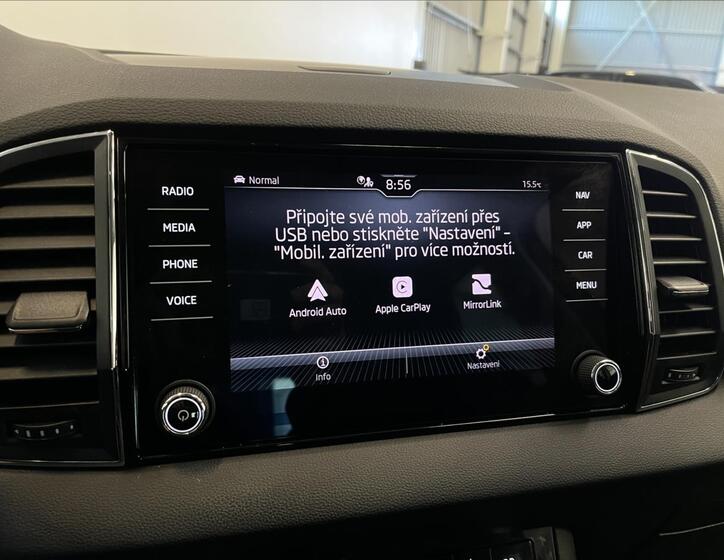 RADIO
MEDIA
PHONE
VOICE
Normal
8:56
15.5°C
Připojte své mob. zařízení přes
USB nebo stiskněte "Nastavení" –
"Mobil. zařízení" pro více možností.
Android Auto
Apple CarPlay
MirrorLink
Info
Nastavení
NAV
APP
CAR
MENU